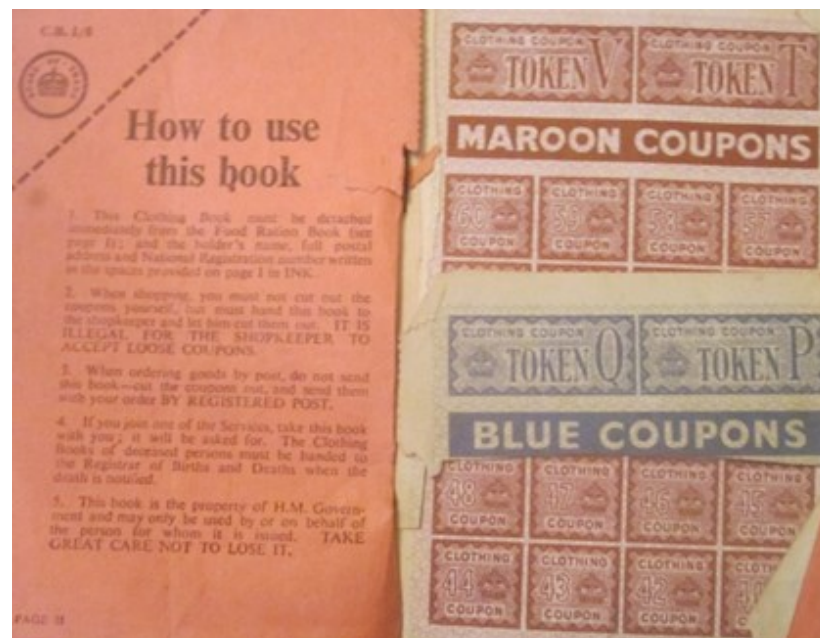 C.B. 1/8
How to use
this book
1. This Clothing Book must be detached
immediately from the Food Ration Book (see
page 1); and the holder's name, full postal
address and National Registration number written
in the spaces provided on page 1 in INK.
2. When shopping, you must not cut out the
coupons yourself, but must hand this book to
the shopkeeper and let him cut them out. IT IS
ILLEGAL FOR THE SHOPKEEPER TO
ACCEPT LOOSE COUPONS.
3. When ordering goods by post, do not send
this book—cut the coupons out, and send them
with your order BY REGISTERED POST.
4. If you join one of the Services, take this book
with you; it will be asked for. The Clothing
Books of deceased persons must be handed to
the Registrar of Births and Deaths when the
death is notified.
5. This book is the property of H.M. Govern-
ment and may only be used by or on behalf of
the person for whom it is issued. TAKE
GREAT CARE NOT TO LOSE IT.
PAGE II
CLOTHING COUPON CLOTHING COUPON
TOKEN V TOKEN T
MAROON COUPONS
CLOTHING CLOTHING CLOTHING CLOTHING
60 59 58 57
COUPON COUPON COUPON COUPON
CLOTHING COUPON CLOTHING COUPON
TOKEN Q TOKEN P
BLUE COUPONS
CLOTHING CLOTHING CLOTHING CLOTHING
48 47 46 45
COUPON COUPON COUPON COUPON
CLOTHING CLOTHING CLOTHING
44 43 42
COUPON COUPON COUPON